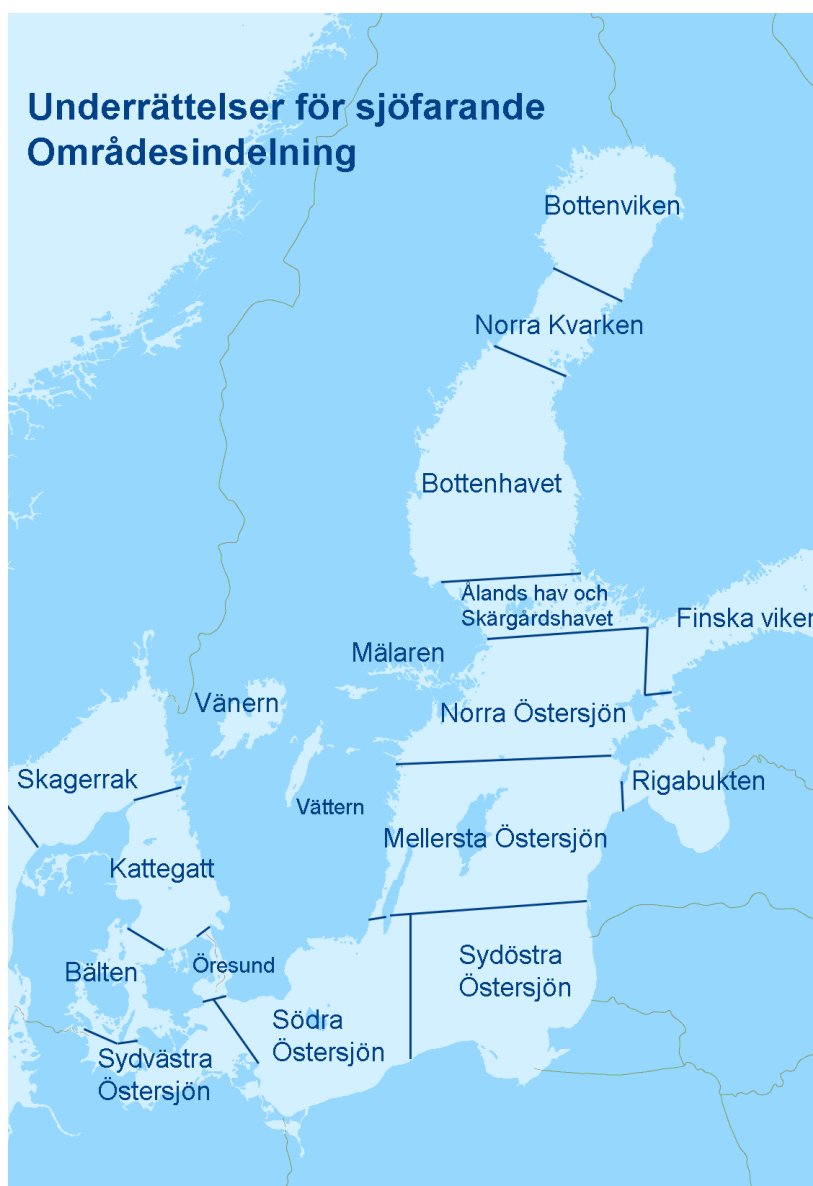 Underrättelser för sjöfarande
Områdesindelning
Bottenviken
Norra Kvarken
Bottenhavet
Ålands hav och
Skärgårdshavet
Finska viken
Mälaren
Vänern
Norra Östersjön
Skagerrak
Rigabukten
Vättern
Mellersta Östersjön
Kattegatt
Sydöstra
Östersjön
Öresund
Bälten
Södra
Östersjön
Sydvästra
Östersjön